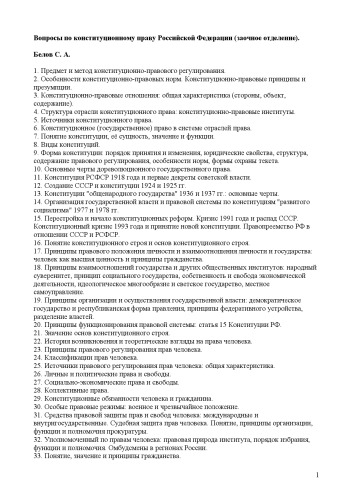 Вопросы по конституционному праву Российской Федерации (заочное отделение).
Белов С. А.
1. Предмет и метод конституционно-правового регулирования.
2. Особенности конституционно-правовых норм. Конституционно-правовые принципы и
презумпции.
3. Конституционно-правовые отношения: общая характеристика (стороны, объект,
содержание).
4. Структура отрасли конституционного права: конституционно-правовые институты.
5. Источники конституционного права.
6. Конституционное (государственное) право в системе отраслей права.
7. Понятие конституции, её сущность, значение и функции.
8. Виды конституций.
9. Форма конституции: порядок принятия и изменения, юридические свойства, структура,
содержание правового регулирования, особенности норм, формы охраны текста.
10. Основные черты дореволюционного государственного права.
11. Конституция РСФСР 1918 года и первые декреты советской власти.
12. Создание СССР и конституции 1924 и 1925 гг.
13. Конституции "общенародного государства" 1936 и 1937 гг.: основные черты.
14. Организация государственной власти и правовой системы по конституциям "развитого
социализма" 1977 и 1978 гг.
15. Перестройка и начало конституционных реформ. Кризис 1991 года и распад СССР.
Конституционный кризис 1993 года и принятие новой конституции. Правопреемство РФ в
отношении СССР и РСФСР.
16. Понятие конституционного строя и основ конституционного строя.
17. Принципы правового положения личности и взаимоотношения личности и государства:
человек как высшая ценность и принципы гражданства.
18. Принципы взаимоотношений государства и других общественных институтов: народный
суверенитет, принцип социального государства, собственность и свобода экономической
деятельности, идеологическое многообразие и светское государство, местное
самоуправление.
19. Принципы организации и осуществления государственной власти: демократическое
государство и республиканская форма правления, принципы федеративного устройства,
разделение властей.
20. Принципы функционирования правовой системы: статья 15 Конституции РФ.
21. Значение основ конституционного строя.
22. История возникновения и теоретические взгляды на права человека.
23. Принципы правового регулирования прав человека.
24. Классификации прав человека.
25. Источники правового регулирования прав человека: общая характеристика.
26. Личные и политические права и свободы.
27. Социально-экономические права и свободы.
28. Коллективные права.
29. Конституционные обязанности человека и гражданина.
30. Особые правовые режимы: военное и чрезвычайное положение.
31. Средства правовой защиты прав и свобод человека: международные и
внутригосударственные. Судебная защита прав человека. Понятие, принципы организации,
функции и полномочия прокуратуры.
32. Уполномоченный по правам человека: правовая природа института, порядок избрания,
функции и полномочия. Омбудсмены в регионах России.
33. Понятие, значение и принципы гражданства.
1